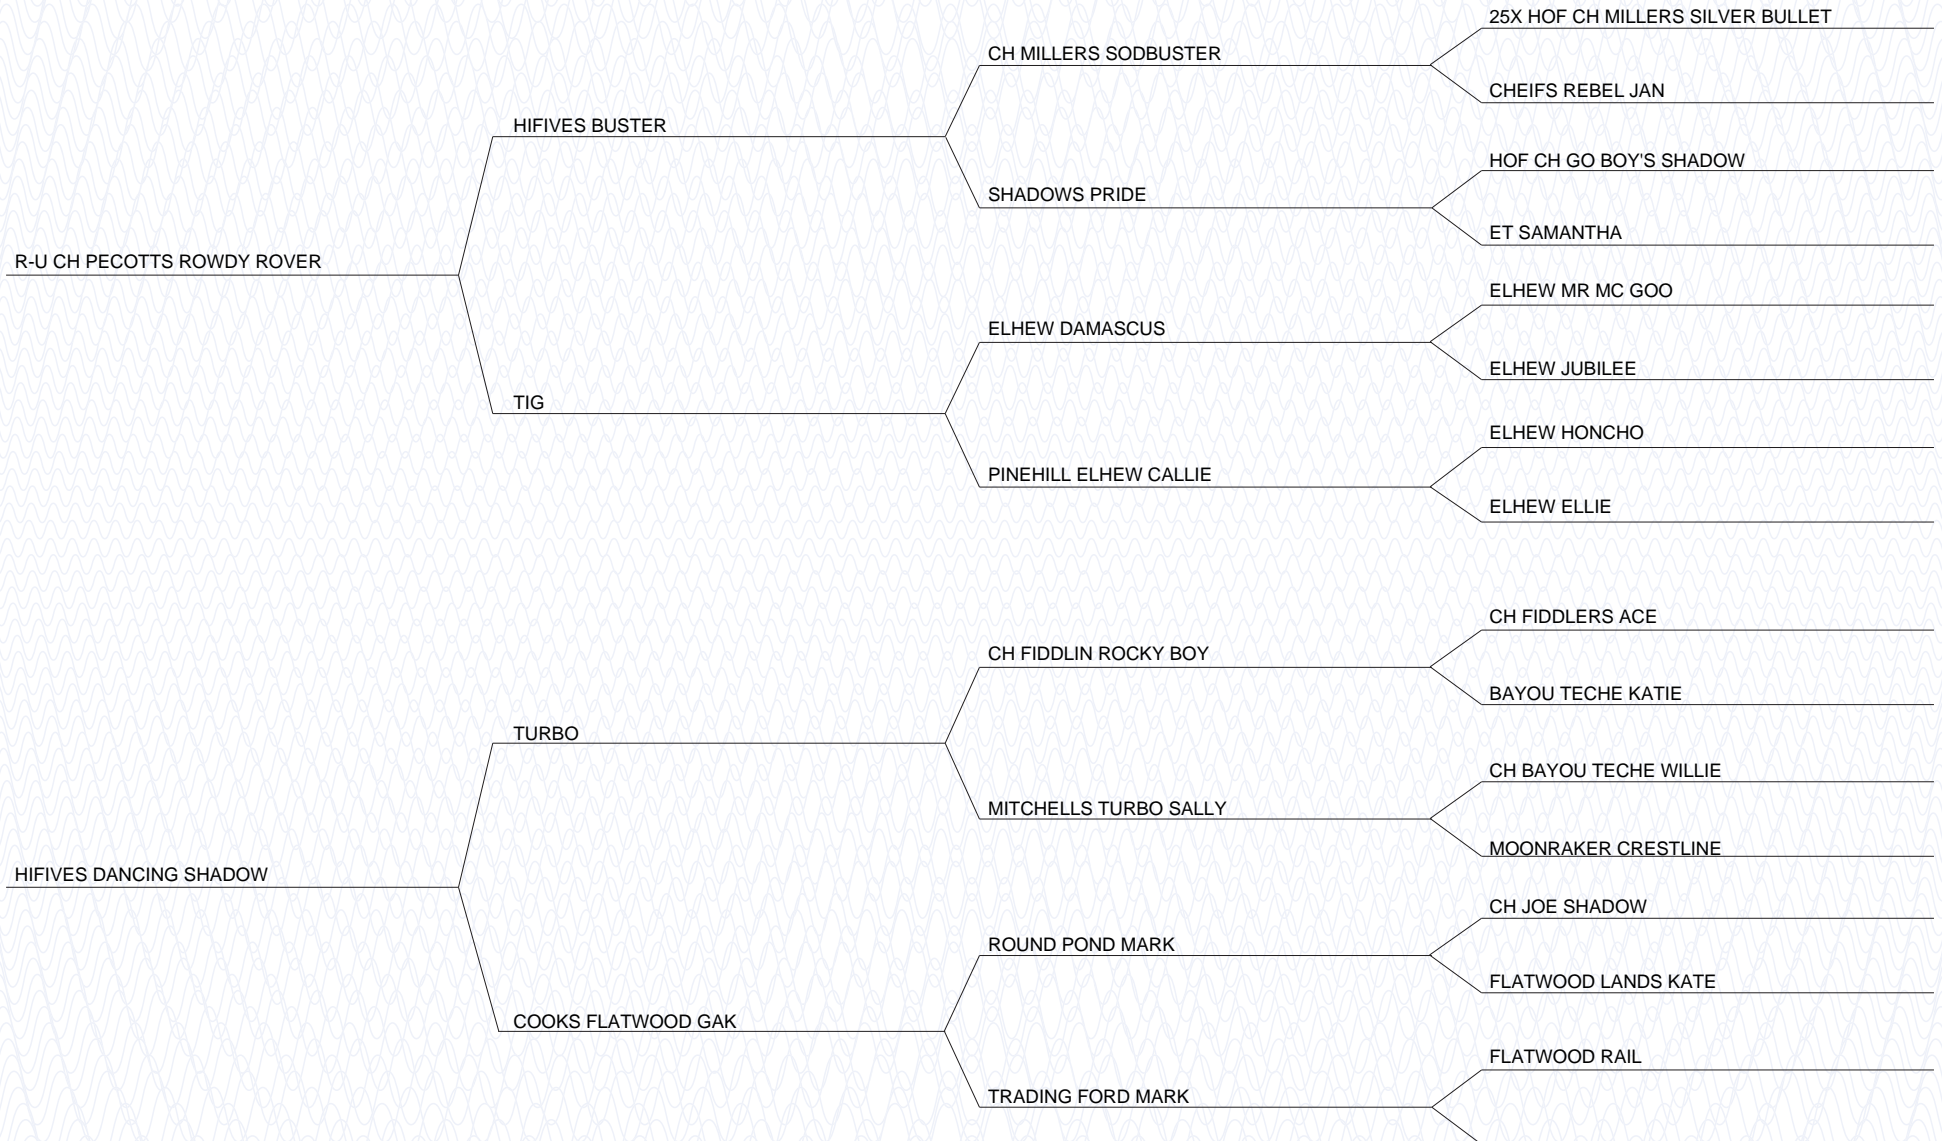 25X HOF CH MILLERS SILVER BULLET
CH MILLERS SODBUSTER
CHEIFS REBEL JAN
HIFIVES BUSTER
HOF CH GO BOY'S SHADOW
SHADOWS PRIDE
ET SAMANTHA
R-U CH PECOTTS ROWDY ROVER
ELHEW MR MC GOO
ELHEW DAMASCUS
ELHEW JUBILEE
TIG
ELHEW HONCHO
PINEHILL ELHEW CALLIE
ELHEW ELLIE
CH FIDDLERS ACE
CH FIDDLIN ROCKY BOY
BAYOU TECHE KATIE
TURBO
CH BAYOU TECHE WILLIE
MITCHELLS TURBO SALLY
MOONRAKER CRESTLINE
HIFIVES DANCING SHADOW
CH JOE SHADOW
ROUND POND MARK
FLATWOOD LANDS KATE
COOKS FLATWOOD GAK
FLATWOOD RAIL
TRADING FORD MARK